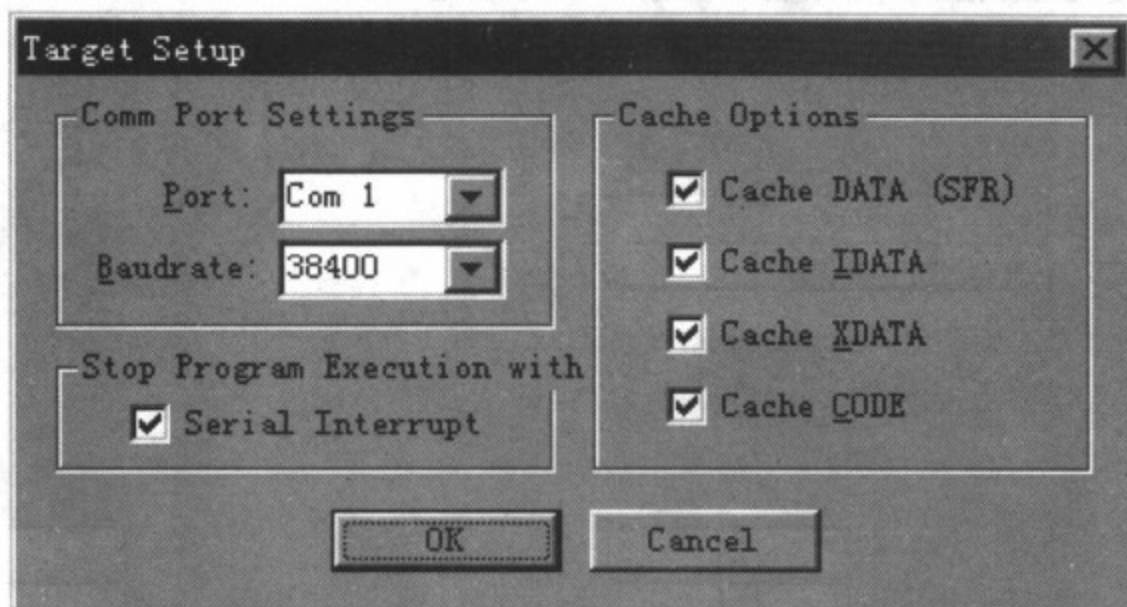 Target Setup
Comm Port Settings
Port: Com 1
Baudrate: 38400
Stop Program Execution with
Serial Interrupt
Cache Options
Cache DATA (SFR)
Cache IDATA
Cache XDATA
Cache CODE
OK
Cancel